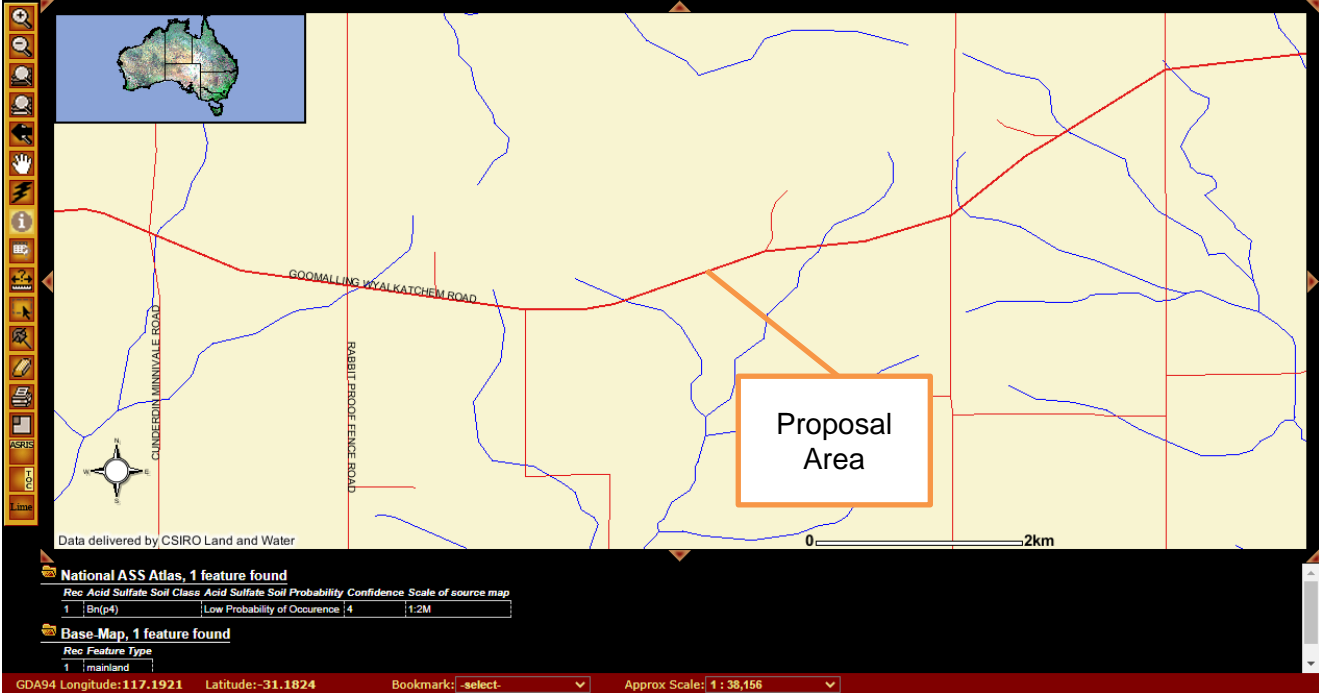 GOOMALLING WYALKATCHEM ROAD
CUNDERDIN MINNIVALE ROAD
RABBIT PROOF FENCE ROAD
Proposal
Area
ASRIS
TOC
Lime
N
W
E
S
Data delivered by CSIRO Land and Water
0 2km
National ASS Atlas, 1 feature found
Rec Acid Sulfate Soil Class Acid Sulfate Soil Probability Confidence Scale of source map
1 Bn(p4) Low Probability of Occurence 4 1:2M
Base-Map, 1 feature found
Rec Feature Type
1 mainland
GDA94 Longitude:117.1921 Latitude:-31.1824 Bookmark: -select- Approx Scale: 1 : 38,156